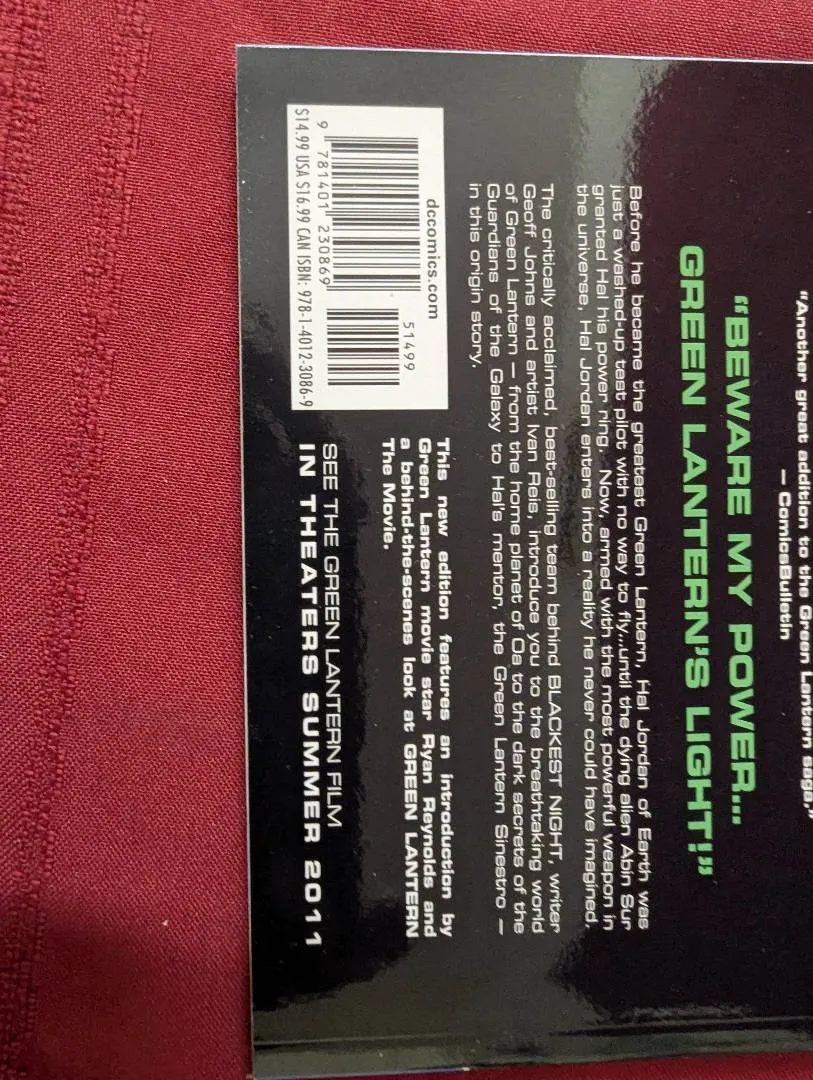 "Another great addition to the Green Lantern saga."
— ComicsBulletin
"BEWARE MY POWER...
GREEN LANTERN'S LIGHT!"
Before he became the greatest Green Lantern, Hal Jordan of Earth was
just a washed-up test pilot with no way to fly...until the dying alien Abin Sur
granted Hal his power ring. Now, armed with the most powerful weapon in
the universe, Hal Jordan enters into a reality he never could have imagined.
The critically acclaimed, best-selling team behind BLACKEST NIGHT, writer
Geoff Johns and artist Ivan Reis, introduce you to the breathtaking world
of Green Lantern — from the home planet of Oa to the dark secrets of the
Guardians of the Galaxy to Hal's mentor, the Green Lantern Sinestro —
in this origin story.
dccomics.com
51499
9 781401 230869
$14.99 USA $16.99 CAN ISBN: 978-1-4012-3086-9
This new edition features an introduction by
Green Lantern movie star Ryan Reynolds and
a behind-the-scenes look at GREEN LANTERN
The Movie.
SEE THE GREEN LANTERN FILM
IN THEATERS SUMMER 2011